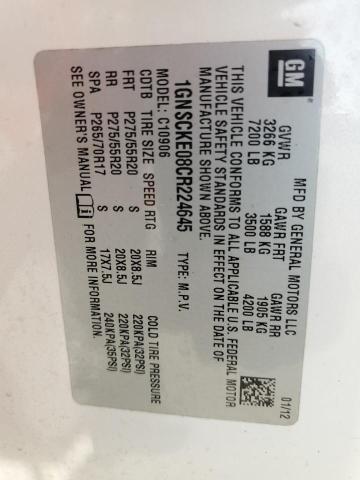 GM
MFD BY GENERAL MOTORS LLC 01/12
GVWR GAWR FRT GAWR RR
3266 KG 1588 KG 1905 KG
7200 LB 3500 LB 4200 LB
THIS VEHICLE CONFORMS TO ALL APPLICABLE U.S. FEDERAL MOTOR
VEHICLE SAFETY STANDARDS IN EFFECT ON THE DATE OF
MANUFACTURE SHOWN ABOVE.
1GNSCKE08CR224645 TYPE: M.P.V.
C10906
CDTB TIRE SIZE SPEED RTG RIM COLD TIRE PRESSURE
FRT P275/55R20 S 20X8.5J 220KPA(32PSI)
RR P275/55R20 S 20X8.5J 220KPA(32PSI)
SPA P265/70R17 S 17X7.5J 240KPA(35PSI)
SEE OWNER'S MANUAL FOR MORE INFORMATION.